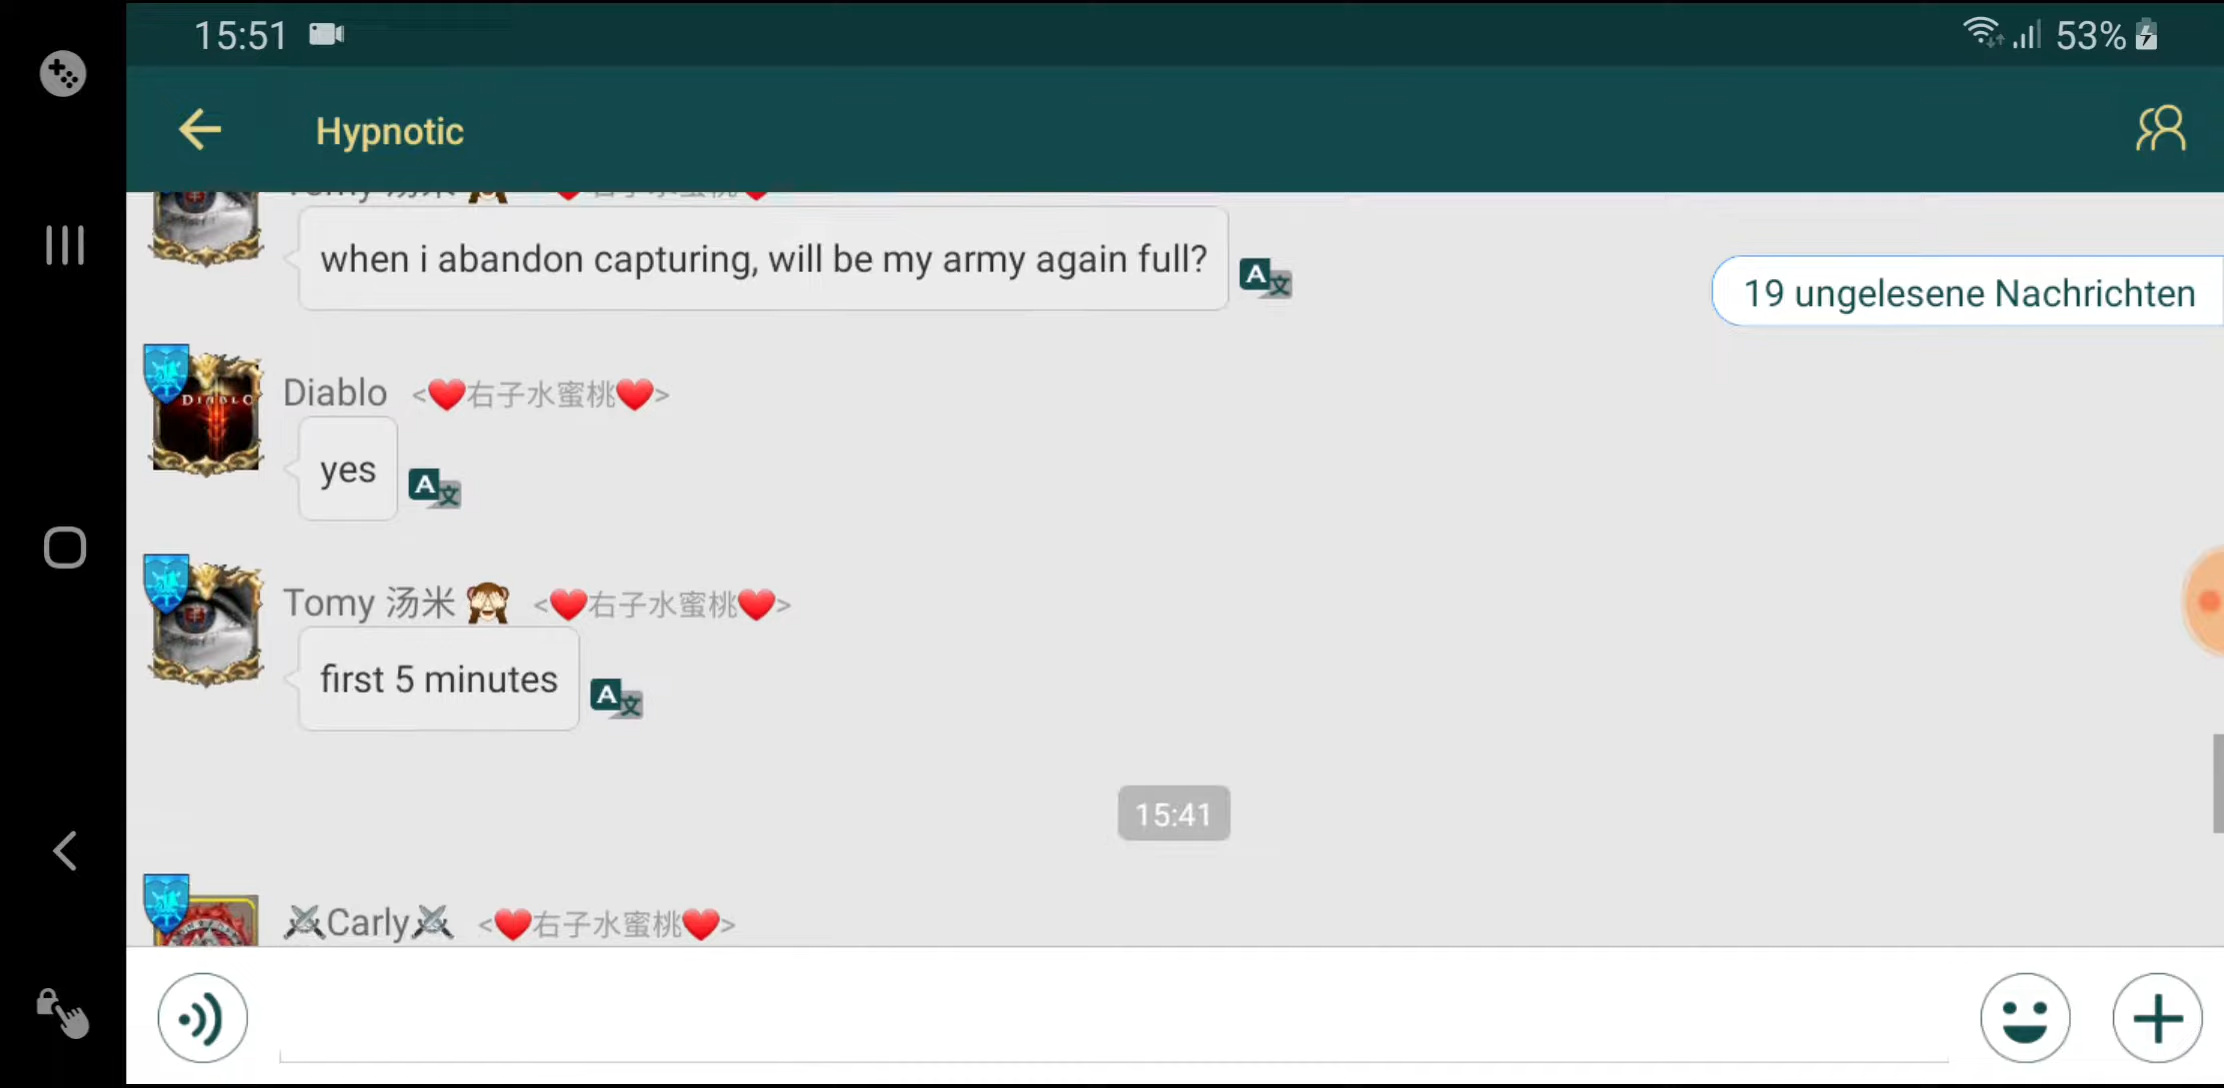 15:51
53%
Hypnotic
when i abandon capturing, will be my army again full?
19 ungelesene Nachrichten
Diablo <❤右子水蜜桃❤>
DIABLO
yes
Tomy 汤米 🙈 <❤右子水蜜桃❤>
first 5 minutes
15:41
⚔Carly⚔ <❤右子水蜜桃❤>